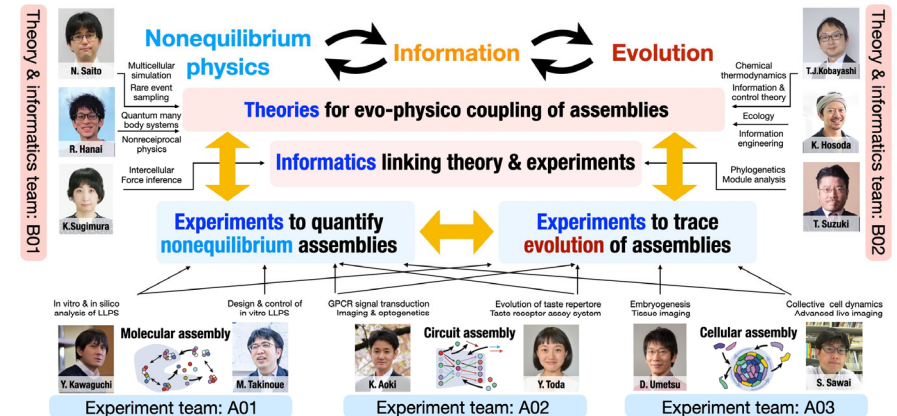 Theory & informatics team: B01
Nonequilibrium
physics
Information
Evolution
Theory & informatics team: B02
N. Saito
Multicellular
simulation
Rare event
sampling
R. Hanai
Quantum many
body systems
Nonreciprocal
physics
K.Sugimura
Intercellular
Force inference
Theories for evo-physico coupling of assemblies
Informatics linking theory & experiments
Chemical
thermodynamics
Information &
control theory
T.J.Kobayashi
Ecology
Information
engineering
K. Hosoda
Phylogenetics
Module analysis
T. Suzuki
Experiments to quantify
nonequilibrium assemblies
Experiments to trace
evolution of assemblies
In vitro & in silico
analysis of LLPS
Design & control of
in vitro LLPS
GPCR signal transduction
Imaging & optogenetics
Evolution of taste repertore
Taste receptor assey system
Embryogenesis
Tissue imaging
Collective cell dynamics
Advanced live imaging
Y. Kawaguchi
Molecular assembly
M. Takinoue
K. Aoki
Circuit assembly
Y. Toda
D. Umetsu
Cellular assembly
S. Sawai
Experiment team: A01
Experiment team: A02
Experiment team: A03